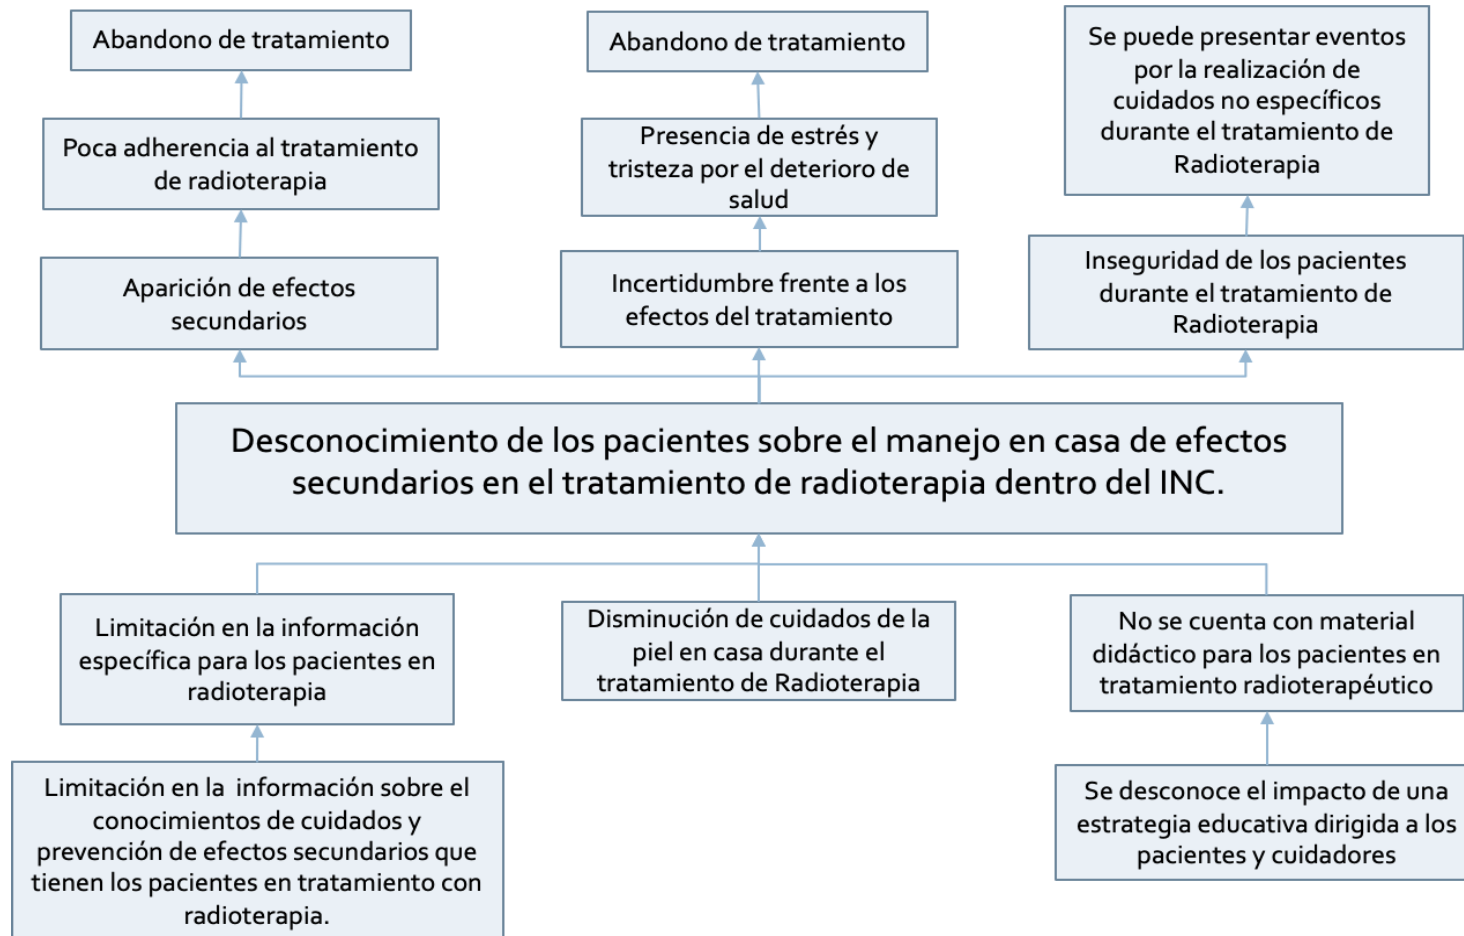 Abandono de tratamiento
Abandono de tratamiento
Se puede presentar eventos
por la realización de
cuidados no específicos
durante el tratamiento de
Radioterapia
Poca adherencia al tratamiento
de radioterapia
Presencia de estrés y
tristeza por el deterioro de
salud
Aparición de efectos
secundarios
Incertidumbre frente a los
efectos del tratamiento
Inseguridad de los pacientes
durante el tratamiento de
Radioterapia
Desconocimiento de los pacientes sobre el manejo en casa de efectos
secundarios en el tratamiento de radioterapia dentro del INC.
Limitación en la información
específica para los pacientes en
radioterapia
Disminución de cuidados de la
piel en casa durante el
tratamiento de Radioterapia
No se cuenta con material
didáctico para los pacientes en
tratamiento radioterapéutico
Limitación en la información sobre el
conocimientos de cuidados y
prevención de efectos secundarios que
tienen los pacientes en tratamiento con
radioterapia.
Se desconoce el impacto de una
estrategia educativa dirigida a los
pacientes y cuidadores